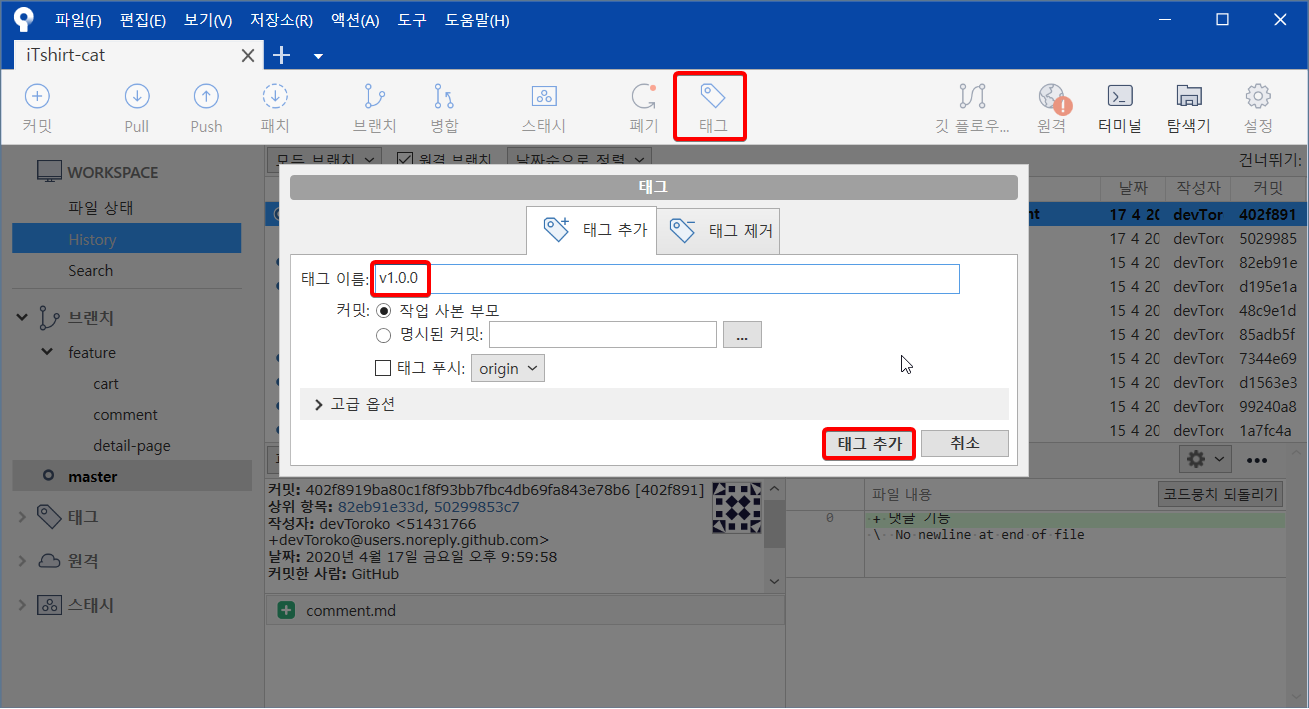 파일(F) 편집(E) 보기(V) 저장소(R) 액션(A) 도구 도움말(H)
iTshirt-cat
커밋 Pull Push 패치 브랜치 병합 스태시 폐기 태그 깃 플로우... 원격 터미널 탐색기 설정
WORKSPACE
파일 상태
History
Search
브랜치
feature
cart
comment
detail-page
master
태그
원격
스태시
모든 브랜치 원격 브랜치 날짜순으로 정렬 건너뛰기:
날짜 작성자 커밋
17 4 20 devTor 402f891
17 4 20 devToro 5029985
15 4 20 devToro 82eb91e
15 4 20 devToro d195e1a
15 4 20 devToro 48c9e1d
15 4 20 devToro 85adb5f
15 4 20 devToro 7344e69
15 4 20 devToro d1563e3
15 4 20 devToro 99240a8
15 4 20 devToro 1a7fc4a
태그
태그 추가 태그 제거
태그 이름: v1.0.0
커밋: 작업 사본 부모
명시된 커밋: ...
태그 푸시: origin
고급 옵션
태그 추가 취소
커밋: 402f8919ba80c1f8f93bb7fbc4db69fa843e78b6 [402f891]
상위 항목: 82eb91e33d, 50299853c7
작성자: devToroko <51431766
+devToroko@users.noreply.github.com>
날짜: 2020년 4월 17일 금요일 오후 9:59:58
커밋한 사람: GitHub
comment.md
파일 내용 코드뭉치 되돌리기
0 + 댓글 기능
\ No newline at end of file